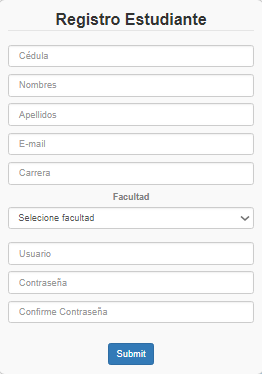 Registro Estudiante
Cédula
Nombres
Apellidos
E-mail
Carrera
Facultad
Selecione facultad
Usuario
Contraseña
Confirme Contraseña
Submit